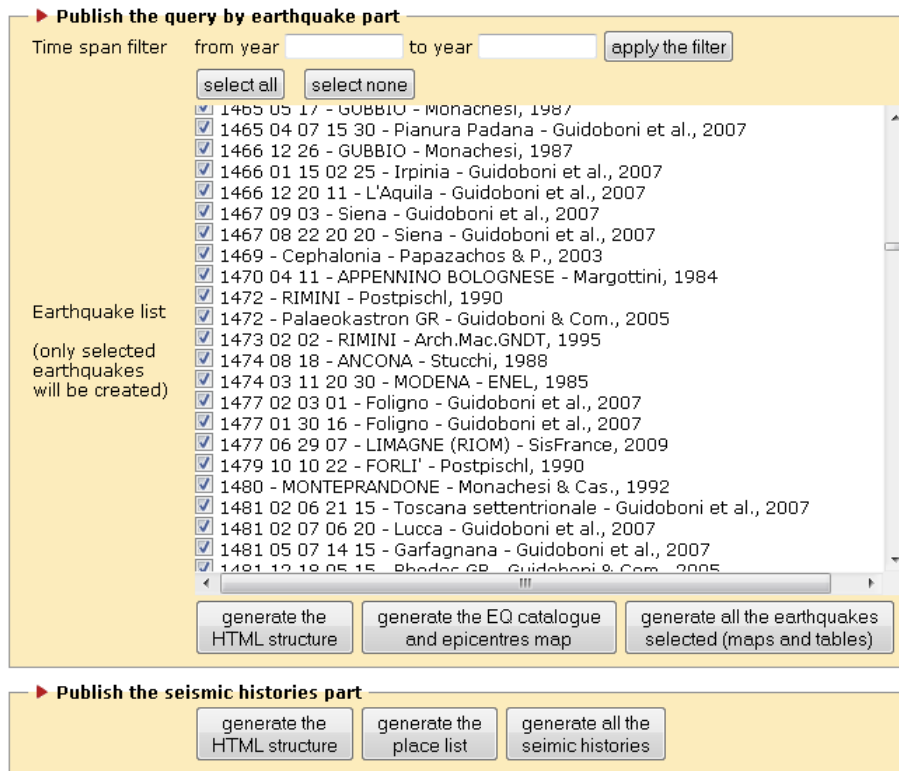 Publish the query by earthquake part
Time span filter from year to year apply the filter
select all select none
1465 05 17 - GUBBIO - Monachesi, 1987
1465 04 07 15 30 - Pianura Padana - Guidoboni et al., 2007
1466 12 26 - GUBBIO - Monachesi, 1987
1466 01 15 02 25 - Irpinia - Guidoboni et al., 2007
1466 12 20 11 - L'Aquila - Guidoboni et al., 2007
1467 09 03 - Siena - Guidoboni et al., 2007
1467 08 22 20 20 - Siena - Guidoboni et al., 2007
1469 - Cephalonia - Papazachos & P., 2003
1470 04 11 - APPENNINO BOLOGNESE - Margottini, 1984
1472 - RIMINI - Postpischl, 1990
1472 - Palaeokastron GR - Guidoboni & Com., 2005
1473 02 02 - RIMINI - Arch.Mac.GNDT, 1995
1474 08 18 - ANCONA - Stucchi, 1988
1474 03 11 20 30 - MODENA - ENEL, 1985
1477 02 03 01 - Foligno - Guidoboni et al., 2007
1477 01 30 16 - Foligno - Guidoboni et al., 2007
1477 06 29 07 - LIMAGNE (RIOM) - SisFrance, 2009
1479 10 10 22 - FORLI' - Postpischl, 1990
1480 - MONTEPRANDONE - Monachesi & Cas., 1992
1481 02 06 21 15 - Toscana settentrionale - Guidoboni et al., 2007
1481 02 07 06 20 - Lucca - Guidoboni et al., 2007
1481 05 07 14 15 - Garfagnana - Guidoboni et al., 2007
1481 12 18 05 15 - Rhodes GR - Guidoboni & Com., 2005
Earthquake list
(only selected
earthquakes
will be created)
generate the
HTML structure
generate the EQ catalogue
and epicentres map
generate all the earthquakes
selected (maps and tables)
Publish the seismic histories part
generate the
HTML structure
generate the
place list
generate all the
seimic histories